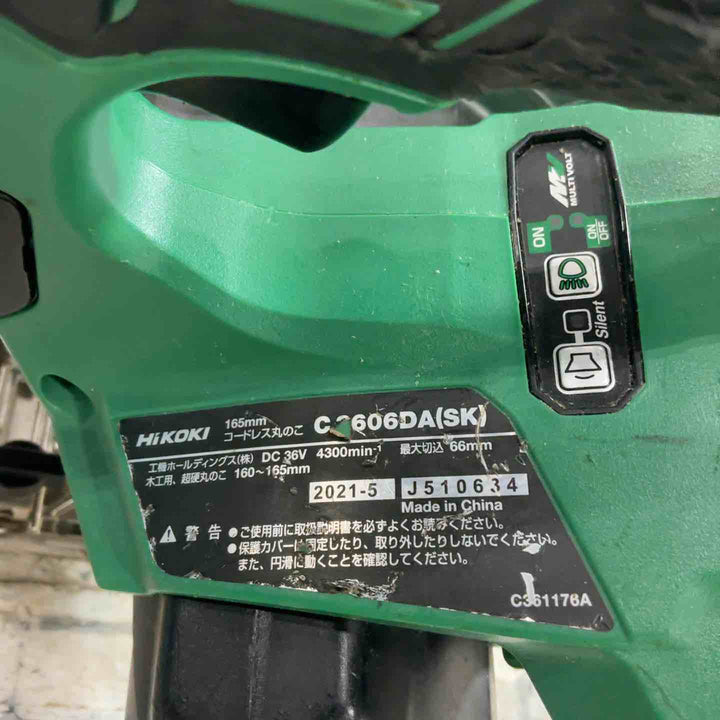 MULTI VOLT
ON
ON/OFF
Silent
HiKOKI 165mm コードレス丸のこ C3606DA(SK)
工機ホールディングス(株) DC 36V 4300min-¹ 最大切込 66mm
木工用、超硬丸のこ 160～165mm
2021-5 J510634
Made in China
警告 ●ご使用前に取扱説明書を必ずよくお読みください。
●保護カバーは固定したり、取り外したりしないでください。
また、円滑に動くことを確認してください。
C361176A